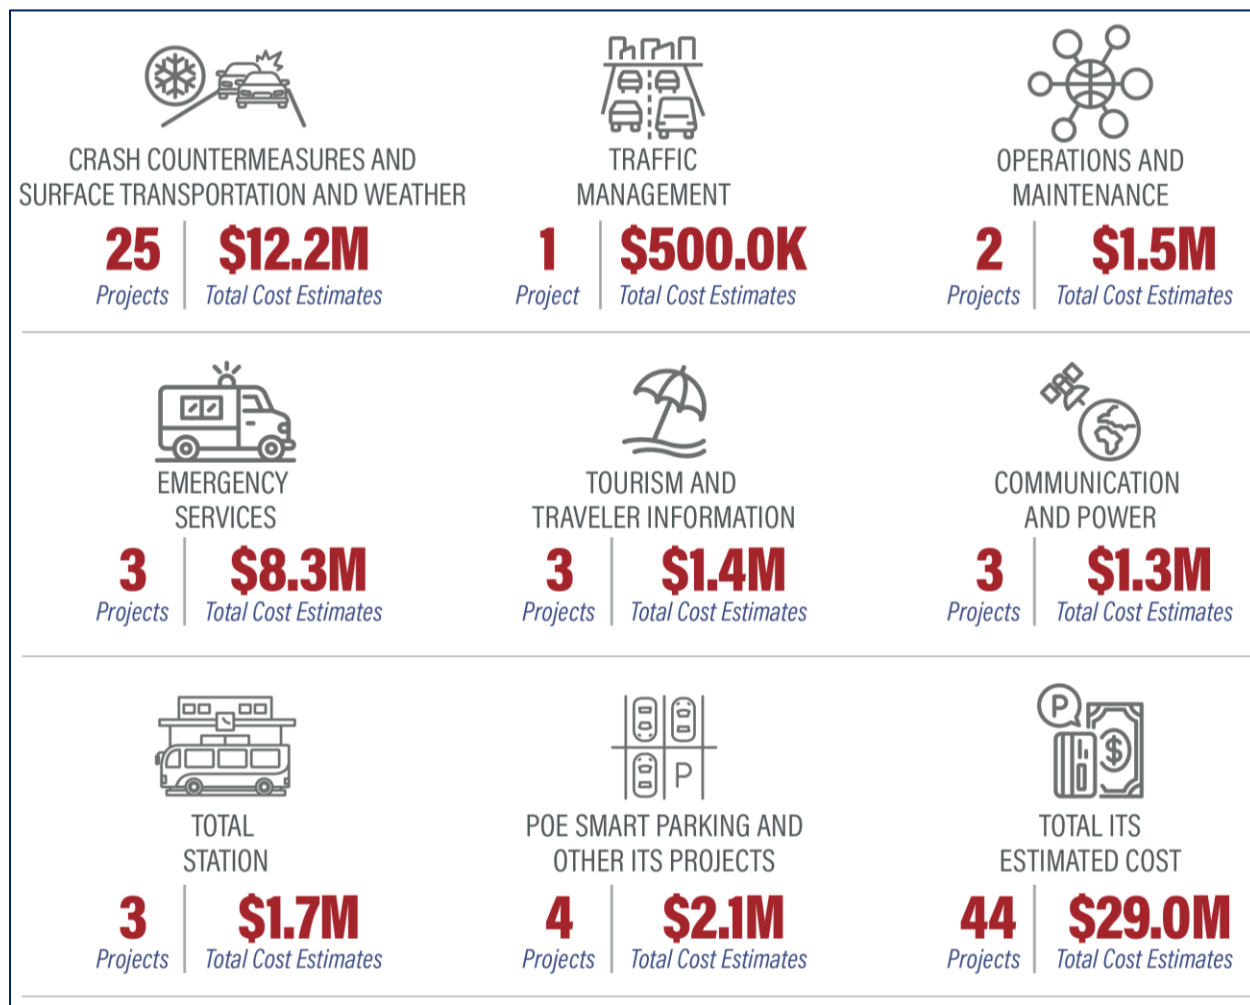 CRASH COUNTERMEASURES AND
SURFACE TRANSPORTATION AND WEATHER
25
Projects
$12.2M
Total Cost Estimates
TRAFFIC
MANAGEMENT
1
Project
$500.0K
Total Cost Estimates
OPERATIONS AND
MAINTENANCE
2
Projects
$1.5M
Total Cost Estimates
EMERGENCY
SERVICES
3
Projects
$8.3M
Total Cost Estimates
TOURISM AND
TRAVELER INFORMATION
3
Projects
$1.4M
Total Cost Estimates
COMMUNICATION
AND POWER
3
Projects
$1.3M
Total Cost Estimates
TOTAL
STATION
3
Projects
$1.7M
Total Cost Estimates
P
POE SMART PARKING AND
OTHER ITS PROJECTS
4
Projects
$2.1M
Total Cost Estimates
P
$
TOTAL ITS
ESTIMATED COST
44
Projects
$29.0M
Total Cost Estimates